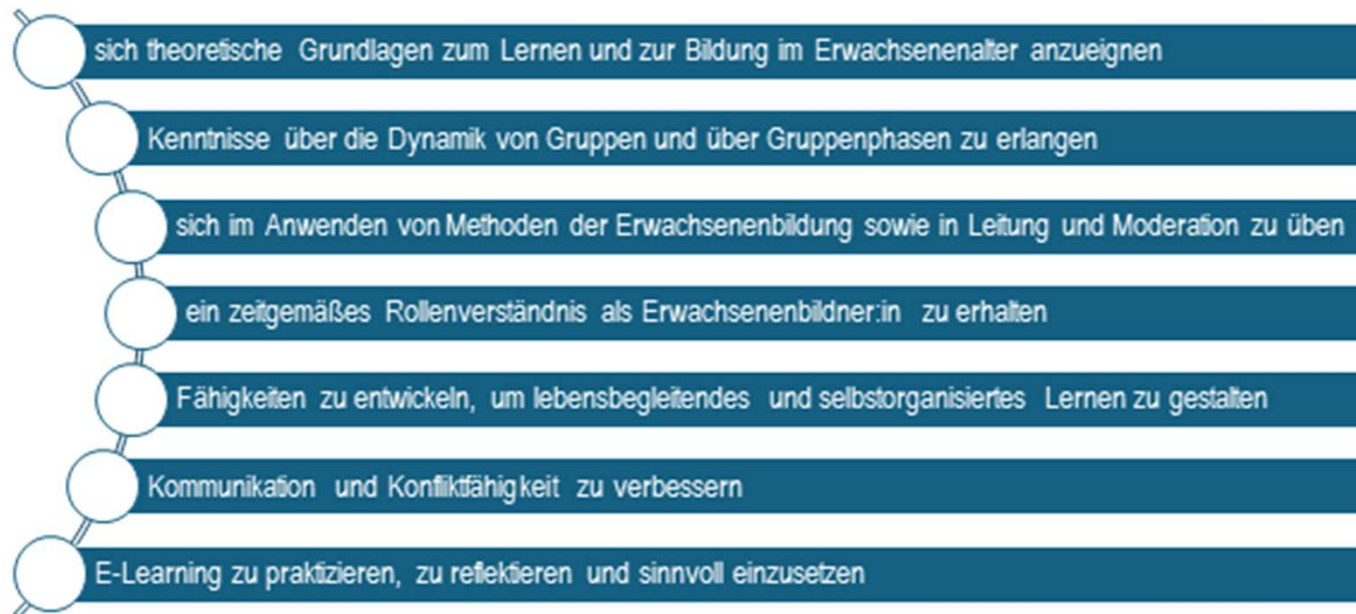 sich theoretische Grundlagen zum Lernen und zur Bildung im Erwachsenenalter anzueignen
Kenntnisse über die Dynamik von Gruppen und über Gruppenphasen zu erlangen
sich im Anwenden von Methoden der Erwachsenenbildung sowie in Leitung und Moderation zu üben
ein zeitgemäßes Rollenverständnis als Erwachsenenbildner:in zu erhalten
Fähigkeiten zu entwickeln, um lebensbegleitendes und selbstorganisiertes Lernen zu gestalten
Kommunikation und Konfliktfähigkeit zu verbessern
E-Learning zu praktizieren, zu reflektieren und sinnvoll einzusetzen